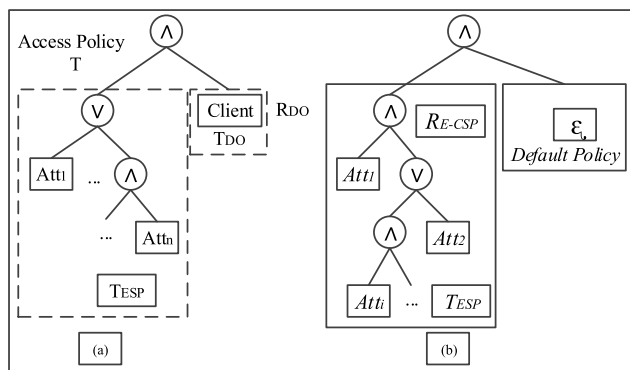 Access Policy
T
∧
∨
Client
RDO
TDO
Att1
...
∧
...
Attn
TESP
(a)
∧
∧
RE-CSP
Att1
∨
∧
Att2
Atti
...
TESP
ε
Default Policy
(b)